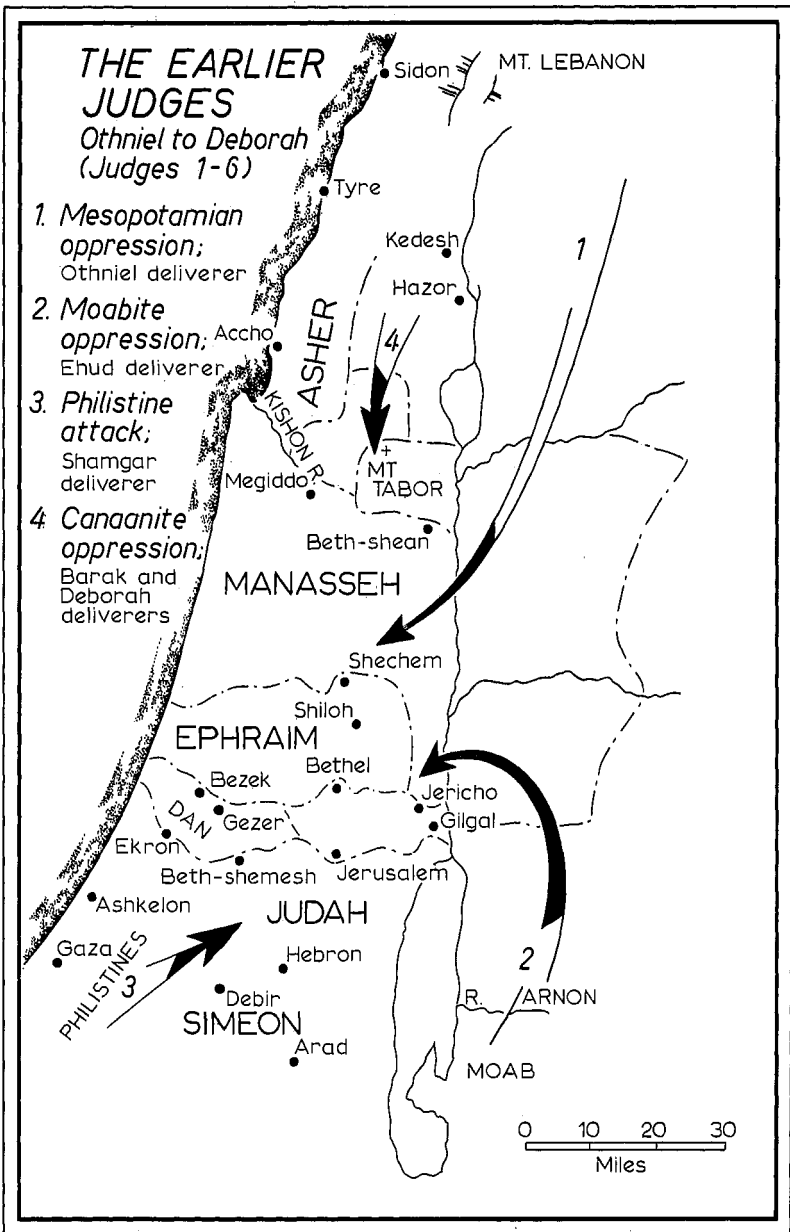 THE EARLIER
JUDGES
Othniel to Deborah
(Judges 1-6)
1. Mesopotamian
oppression;
Othniel deliverer
2. Moabite
oppression;
Ehud deliverer
3. Philistine
attack;
Shamgar
deliverer
4. Canaanite
oppression;
Barak and
Deborah
deliverers
Sidon
MT. LEBANON
Tyre
Kedesh
1
Hazor
Accho
4
ASHER
KISHON R.
MT
TABOR
Megiddo
Beth-shean
MANASSEH
Shechem
Shiloh
EPHRAIM
Bezek
Bethel
Jericho
DAN
Gezer
Gilgal
Ekron
Beth-shemesh
Jerusalem
Ashkelon
JUDAH
Gaza
PHILISTINES
3
Hebron
2
Debir
R. ARNON
SIMEON
Arad
MOAB
0 10 20 30
Miles